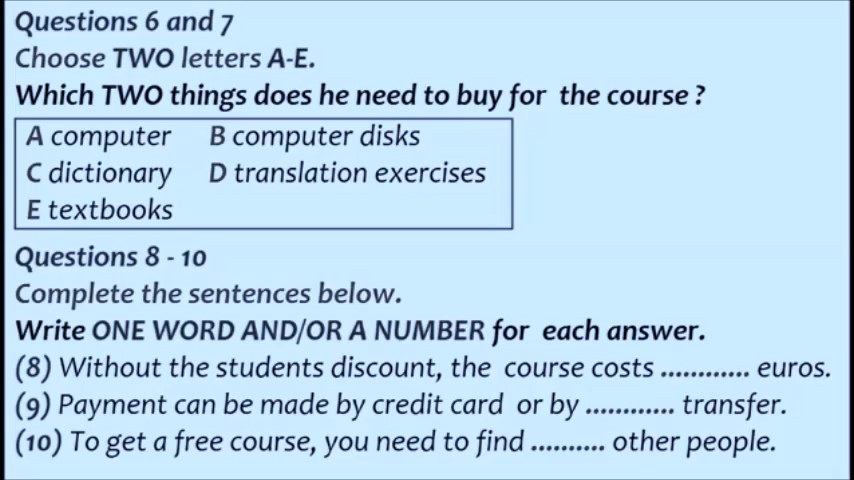 Questions 6 and 7
Choose TWO letters A-E.
Which TWO things does he need to buy for the course ?
A computer B computer disks
C dictionary D translation exercises
E textbooks
Questions 8 - 10
Complete the sentences below.
Write ONE WORD AND/OR A NUMBER for each answer.
(8) Without the students discount, the course costs ............ euros.
(9) Payment can be made by credit card or by ............ transfer.
(10) To get a free course, you need to find .......... other people.